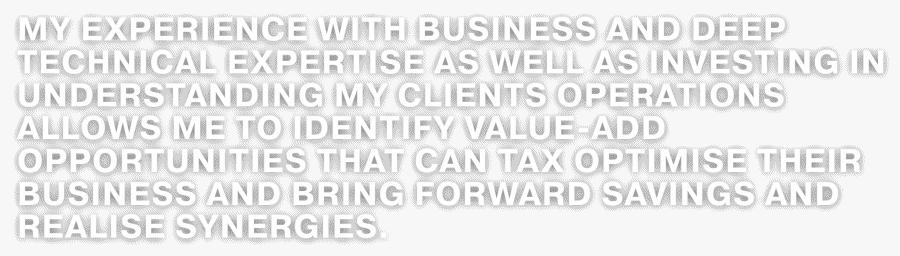 MY EXPERIENCE WITH BUSINESS AND DEEP
TECHNICAL EXPERTISE AS WELL AS INVESTING IN
UNDERSTANDING MY CLIENTS OPERATIONS
ALLOWS ME TO IDENTIFY VALUE-ADD
OPPORTUNITIES THAT CAN TAX OPTIMISE THEIR
BUSINESS AND BRING FORWARD SAVINGS AND
REALISE SYNERGIES.